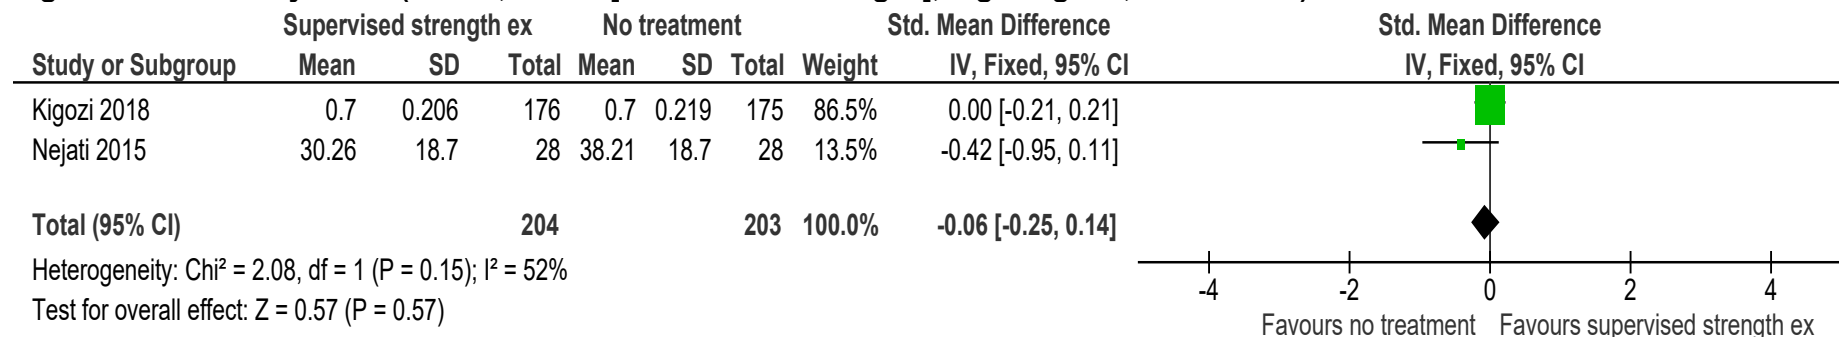 Supervised strength ex No treatment Std. Mean Difference Std. Mean Difference
Study or Subgroup Mean SD Total Mean SD Total Weight IV, Fixed, 95% CI IV, Fixed, 95% CI
Kigozi 2018 0.7 0.206 176 0.7 0.219 175 86.5% 0.00 [-0.21, 0.21]
Nejati 2015 30.26 18.7 28 38.21 18.7 28 13.5% -0.42 [-0.95, 0.11]
Total (95% CI) 204 203 100.0% -0.06 [-0.25, 0.14]
Heterogeneity: Chi² = 2.08, df = 1 (P = 0.15); I² = 52%
Test for overall effect: Z = 0.57 (P = 0.57)
-4 -2 0 2 4
Favours no treatment Favours supervised strength ex